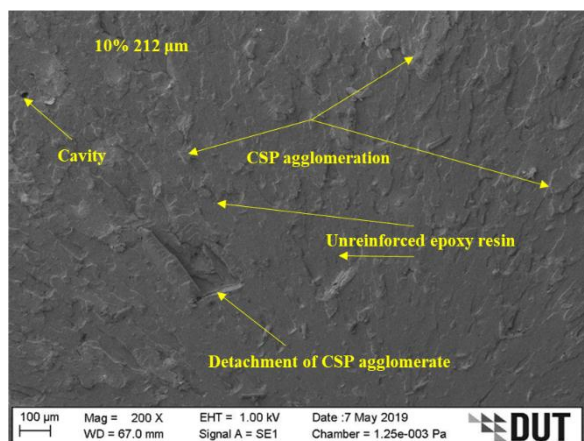 10% 212 µm
Cavity
CSP agglomeration
Unreinforced epoxy resin
Detachment of CSP agglomerate
100 µm
Mag = 200 X
EHT = 1.00 kV
Date :7 May 2019
WD = 67.0 mm
Signal A = SE1
Chamber = 1.25e-003 Pa
DUT